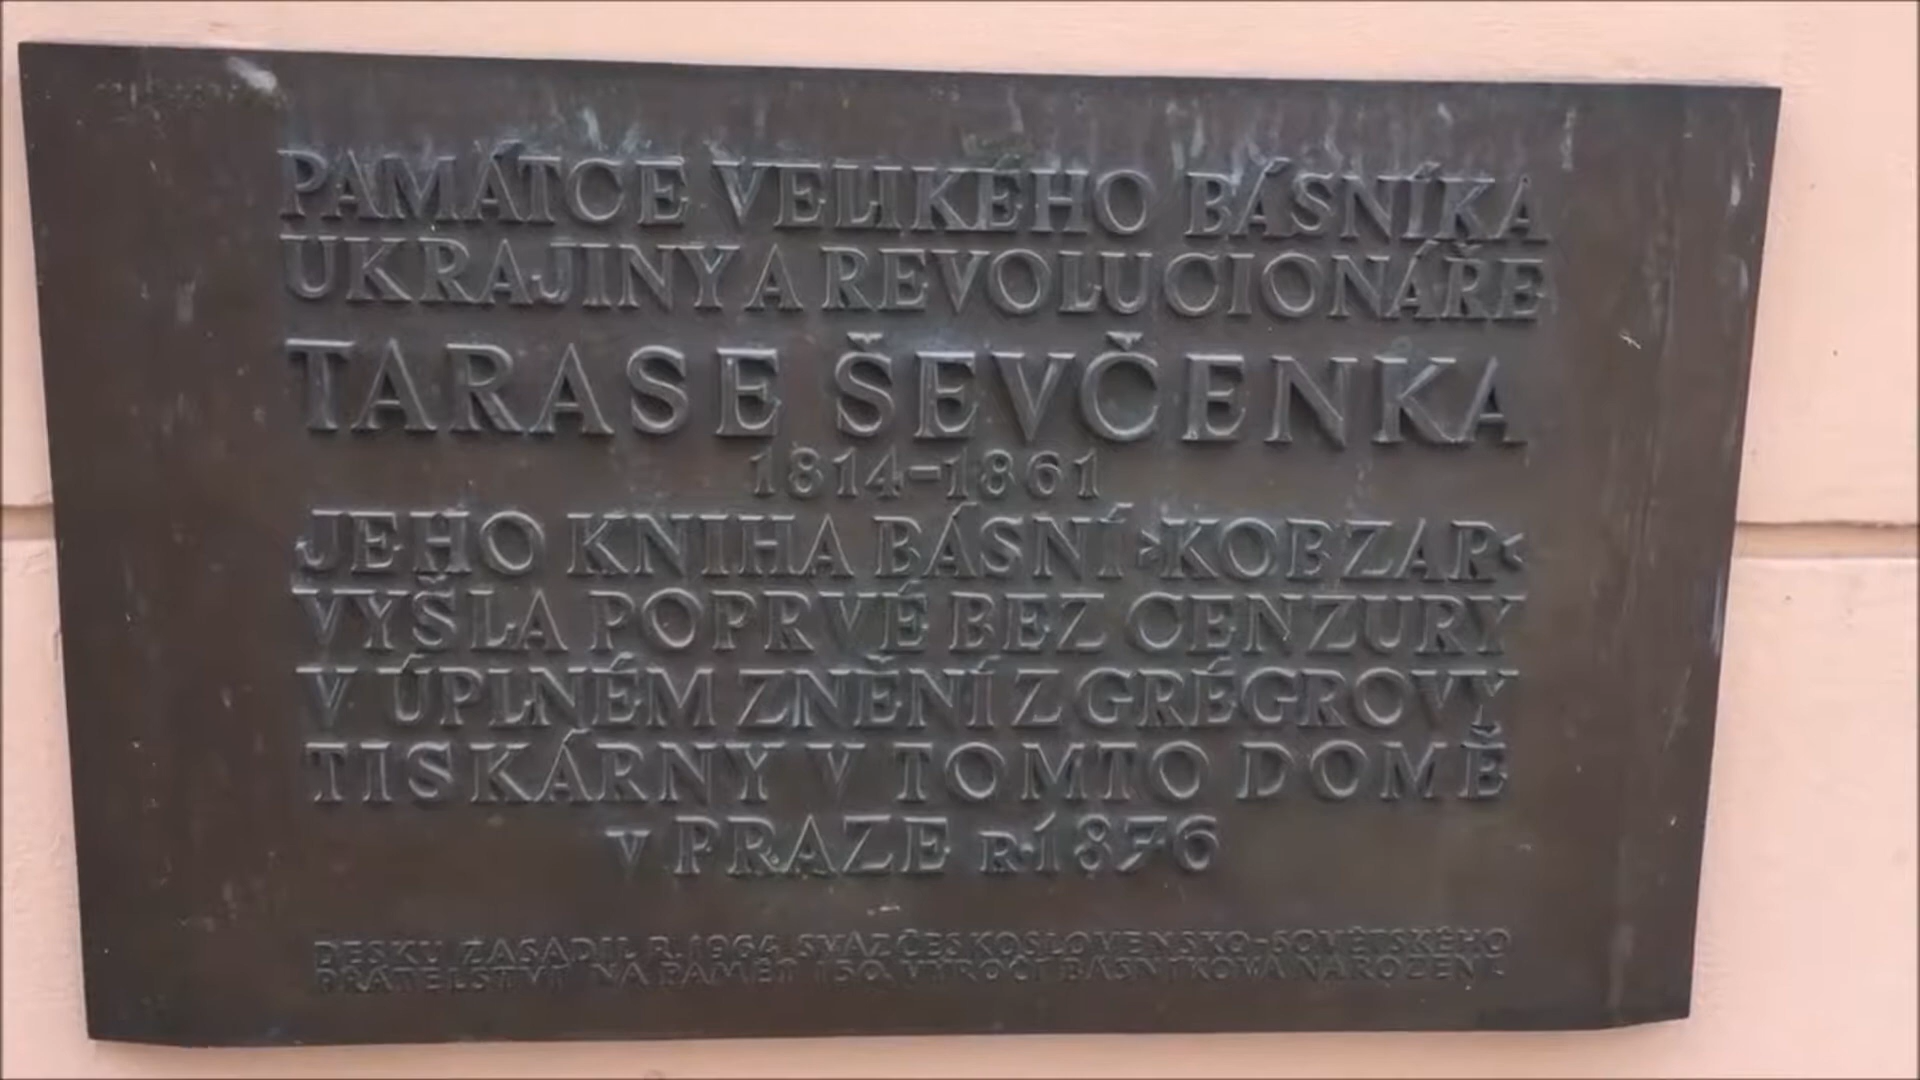 PAMÁTCE VELIKÉHO BÁSNÍKA
UKRAJINY A REVOLUCIONÁŘE
TARASE ŠEVČENKA
1814-1861
JEHO KNIHA BÁSNÍ ›KOBZAR‹
VYŠLA POPRVÉ BEZ CENZURY
V ÚPLNÉM ZNĚNÍ Z GRÉGROVY
TISKÁRNY V TOMTO DOMĚ
V PRAZE R.1876
DESKU ZASADIL R.1964 SVAZ ČESKOSLOVENSKO-SOVĚTSKÉHO
PŘÁTELSTVÍ NA PAMĚT 150. VÝROČÍ BÁSNÍKOVA NAROZENÍ.